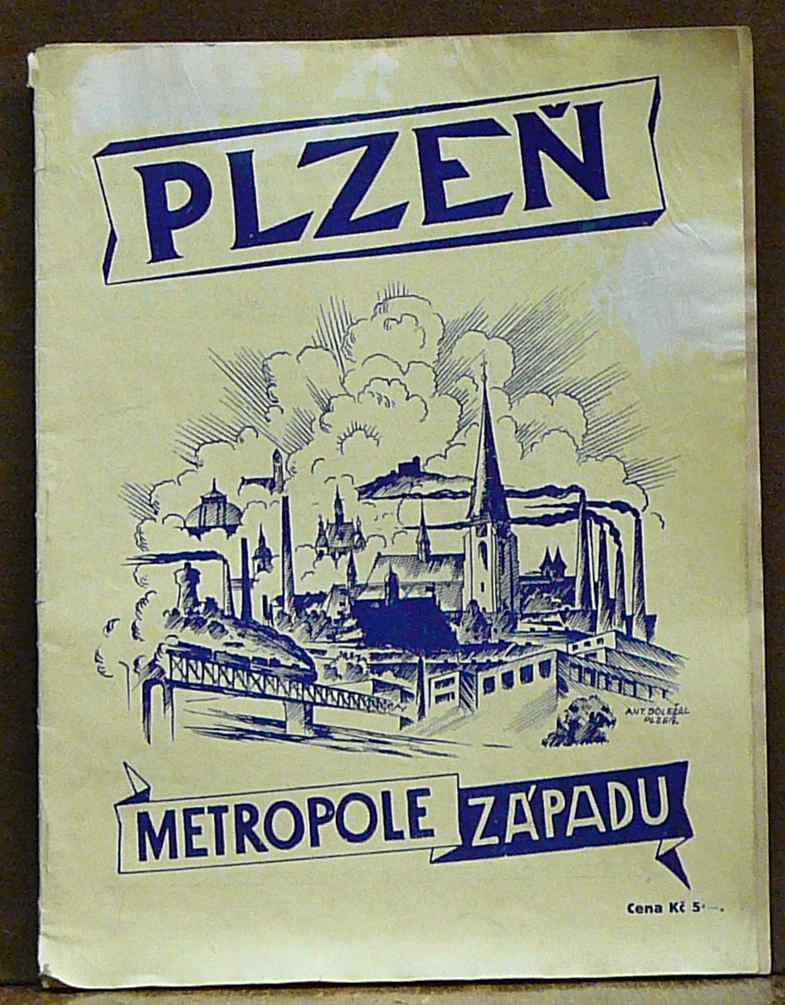 PLZEŇ
ANT. DOLEŽAL
PLZEŇ.
METROPOLE ZÁPADU
Cena Kč 5·—.